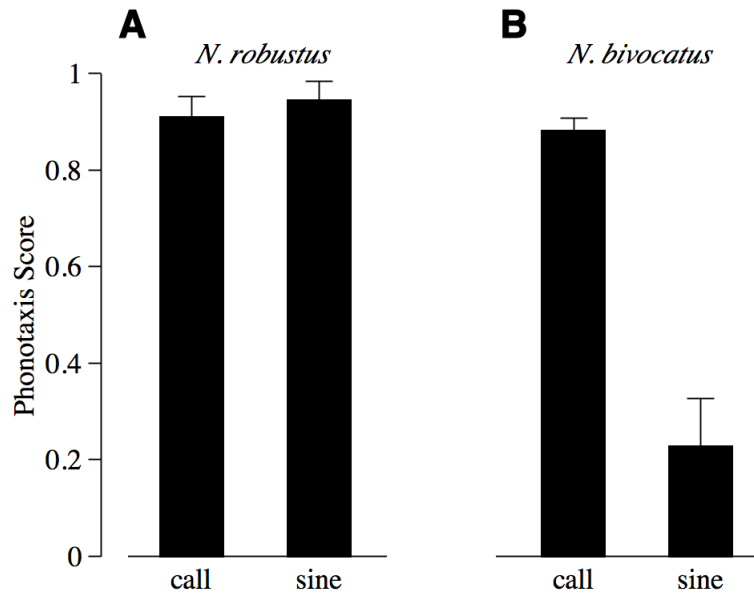 A
B
N. robustus
N. bivocatus
Phonotaxis Score
1
0.8
0.6
0.4
0.2
0
call sine
call sine